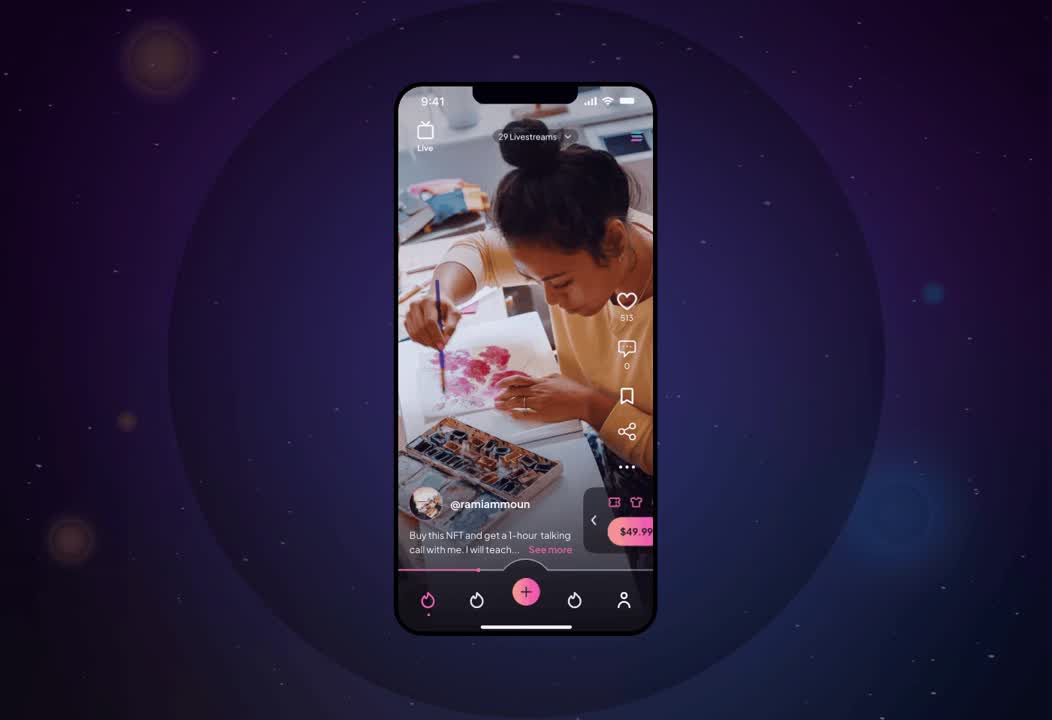 9:41
Live
29 Livestreams
513
0
@ramiammoun
Buy this NFT and get a 1-hour talking
call with me. I will teach... See more
$49.99